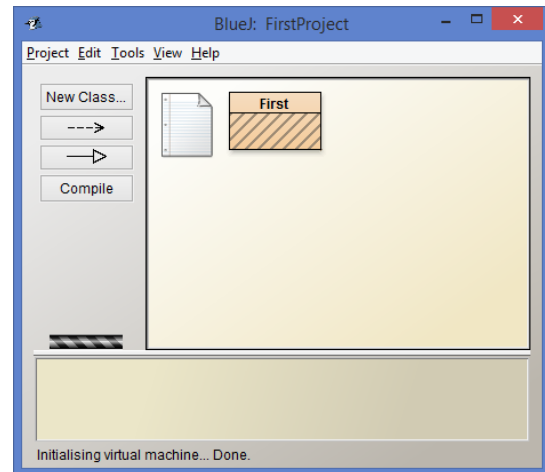 BlueJ: FirstProject
Project Edit Tools View Help
New Class...
First
Compile
Initialising virtual machine... Done.